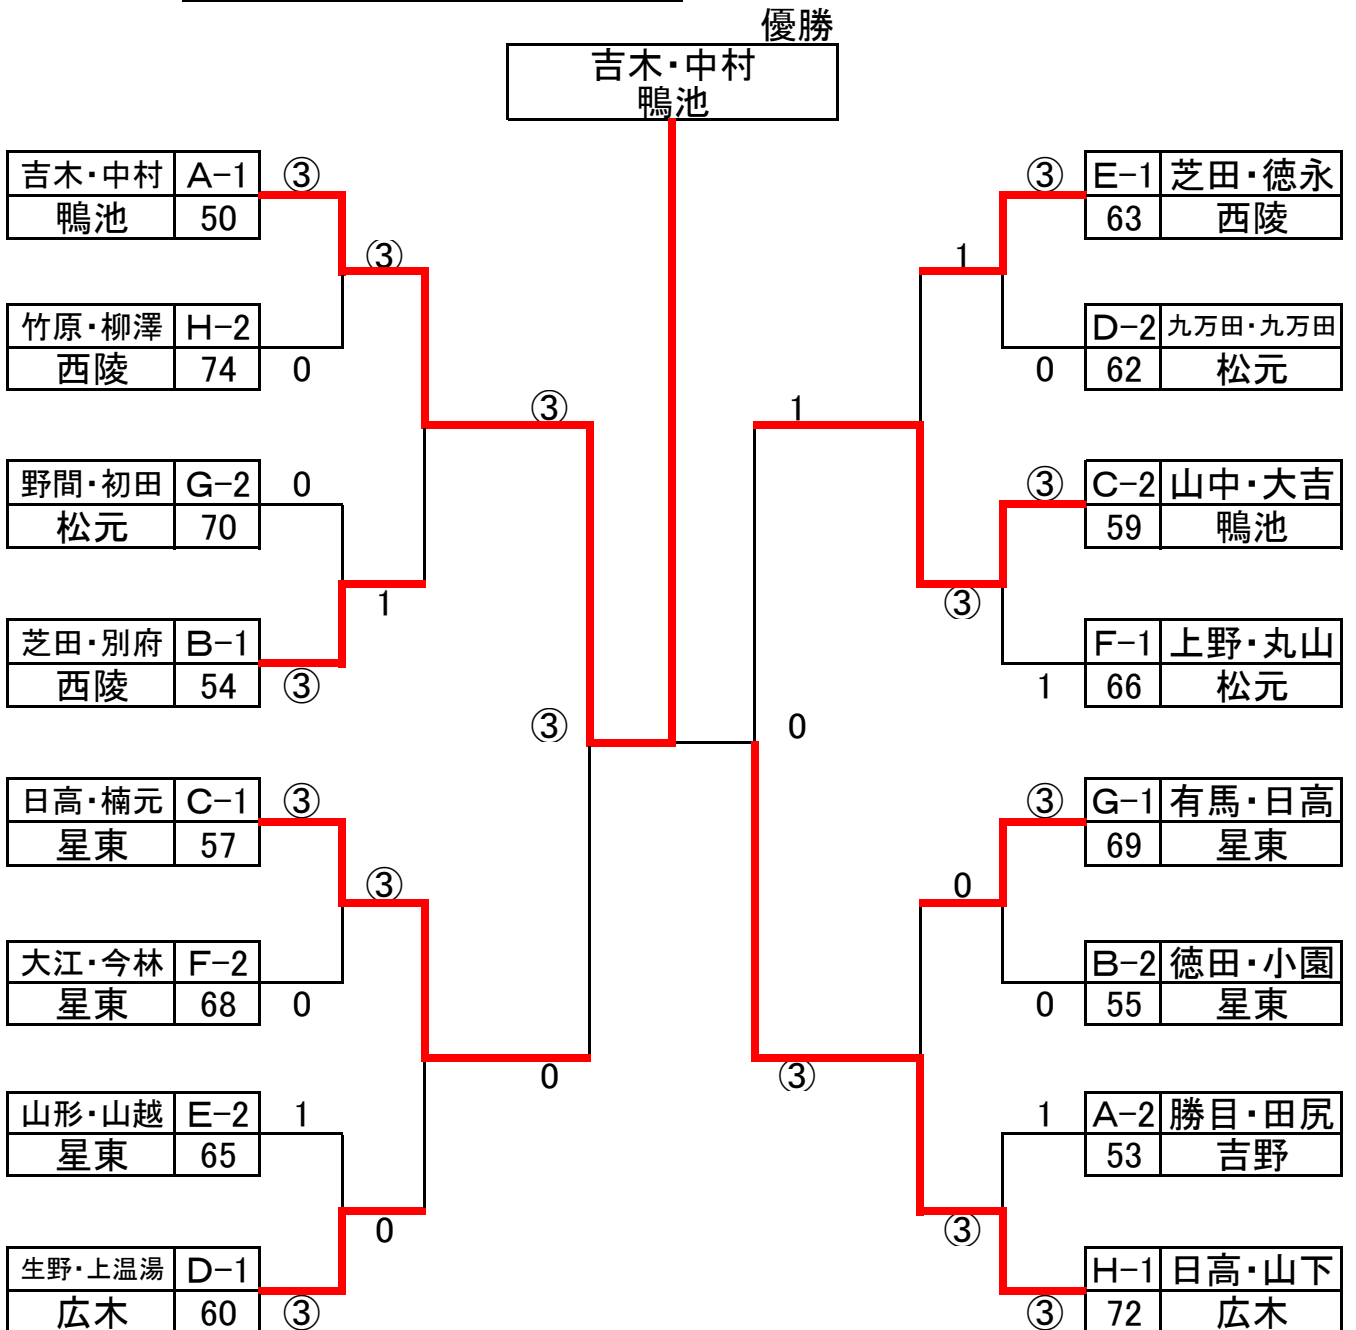 優勝
吉木・中村
鴨池
吉木・中村 A-1 ③
鴨池 50
③
竹原・柳澤 H-2
西陵 74 0
③
野間・初田 G-2 0
松元 70
1
芝田・別府 B-1
西陵 54 ③
③
日高・楠元 C-1 ③
星東 57
③
大江・今林 F-2
星東 68 0
0
山形・山越 E-2 1
星東 65
0
生野・上温湯 D-1
広木 60 ③
③ E-1 芝田・徳永
63 西陵
1
D-2 九万田・九万田
0 62 松元
1
③ C-2 山中・大吉
59 鴨池
③
F-1 上野・丸山
1 66 松元
0
③ G-1 有馬・日高
69 星東
0
B-2 徳田・小園
0 55 星東
③
1 A-2 勝目・田尻
53 吉野
③
H-1 日高・山下
③ 72 広木